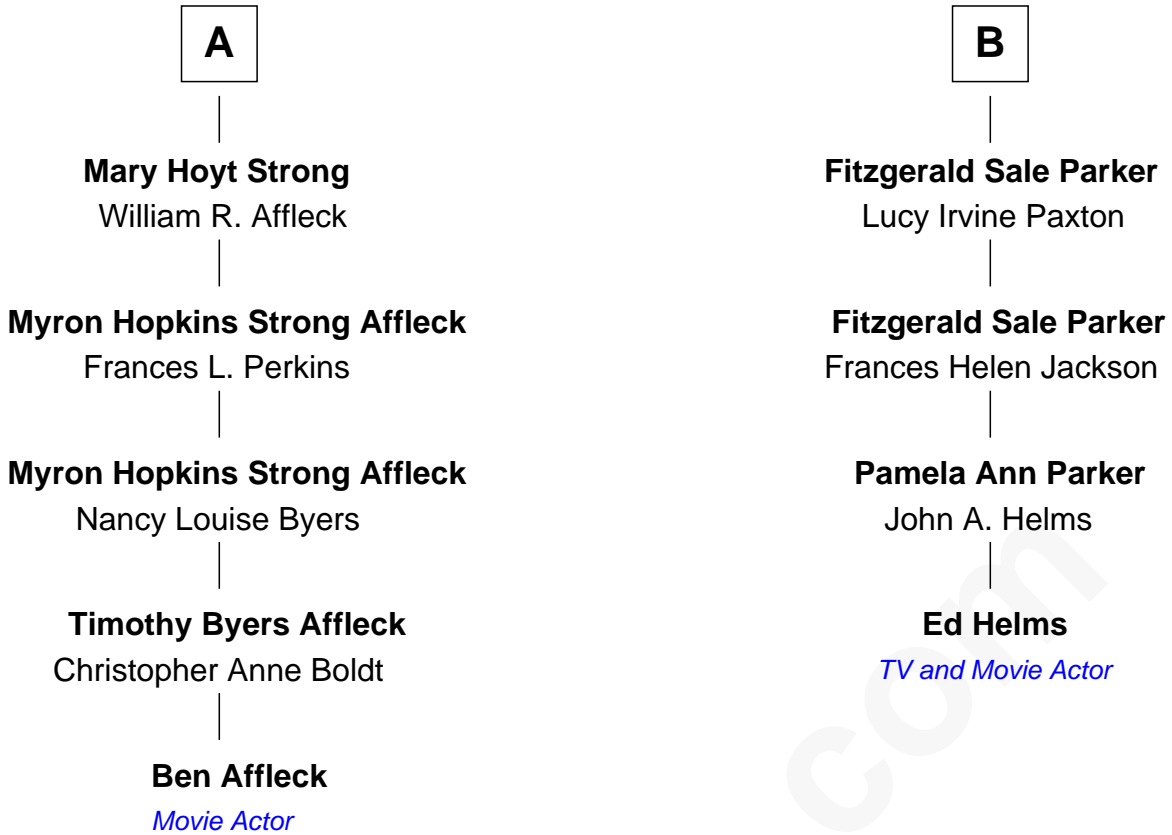 A
Mary Hoyt Strong
William R. Affleck
Myron Hopkins Strong Affleck
Frances L. Perkins
Myron Hopkins Strong Affleck
Nancy Louise Byers
Timothy Byers Affleck
Christopher Anne Boldt
Ben Affleck
Movie Actor
B
Fitzgerald Sale Parker
Lucy Irvine Paxton
Fitzgerald Sale Parker
Frances Helen Jackson
Pamela Ann Parker
John A. Helms
Ed Helms
TV and Movie Actor
com